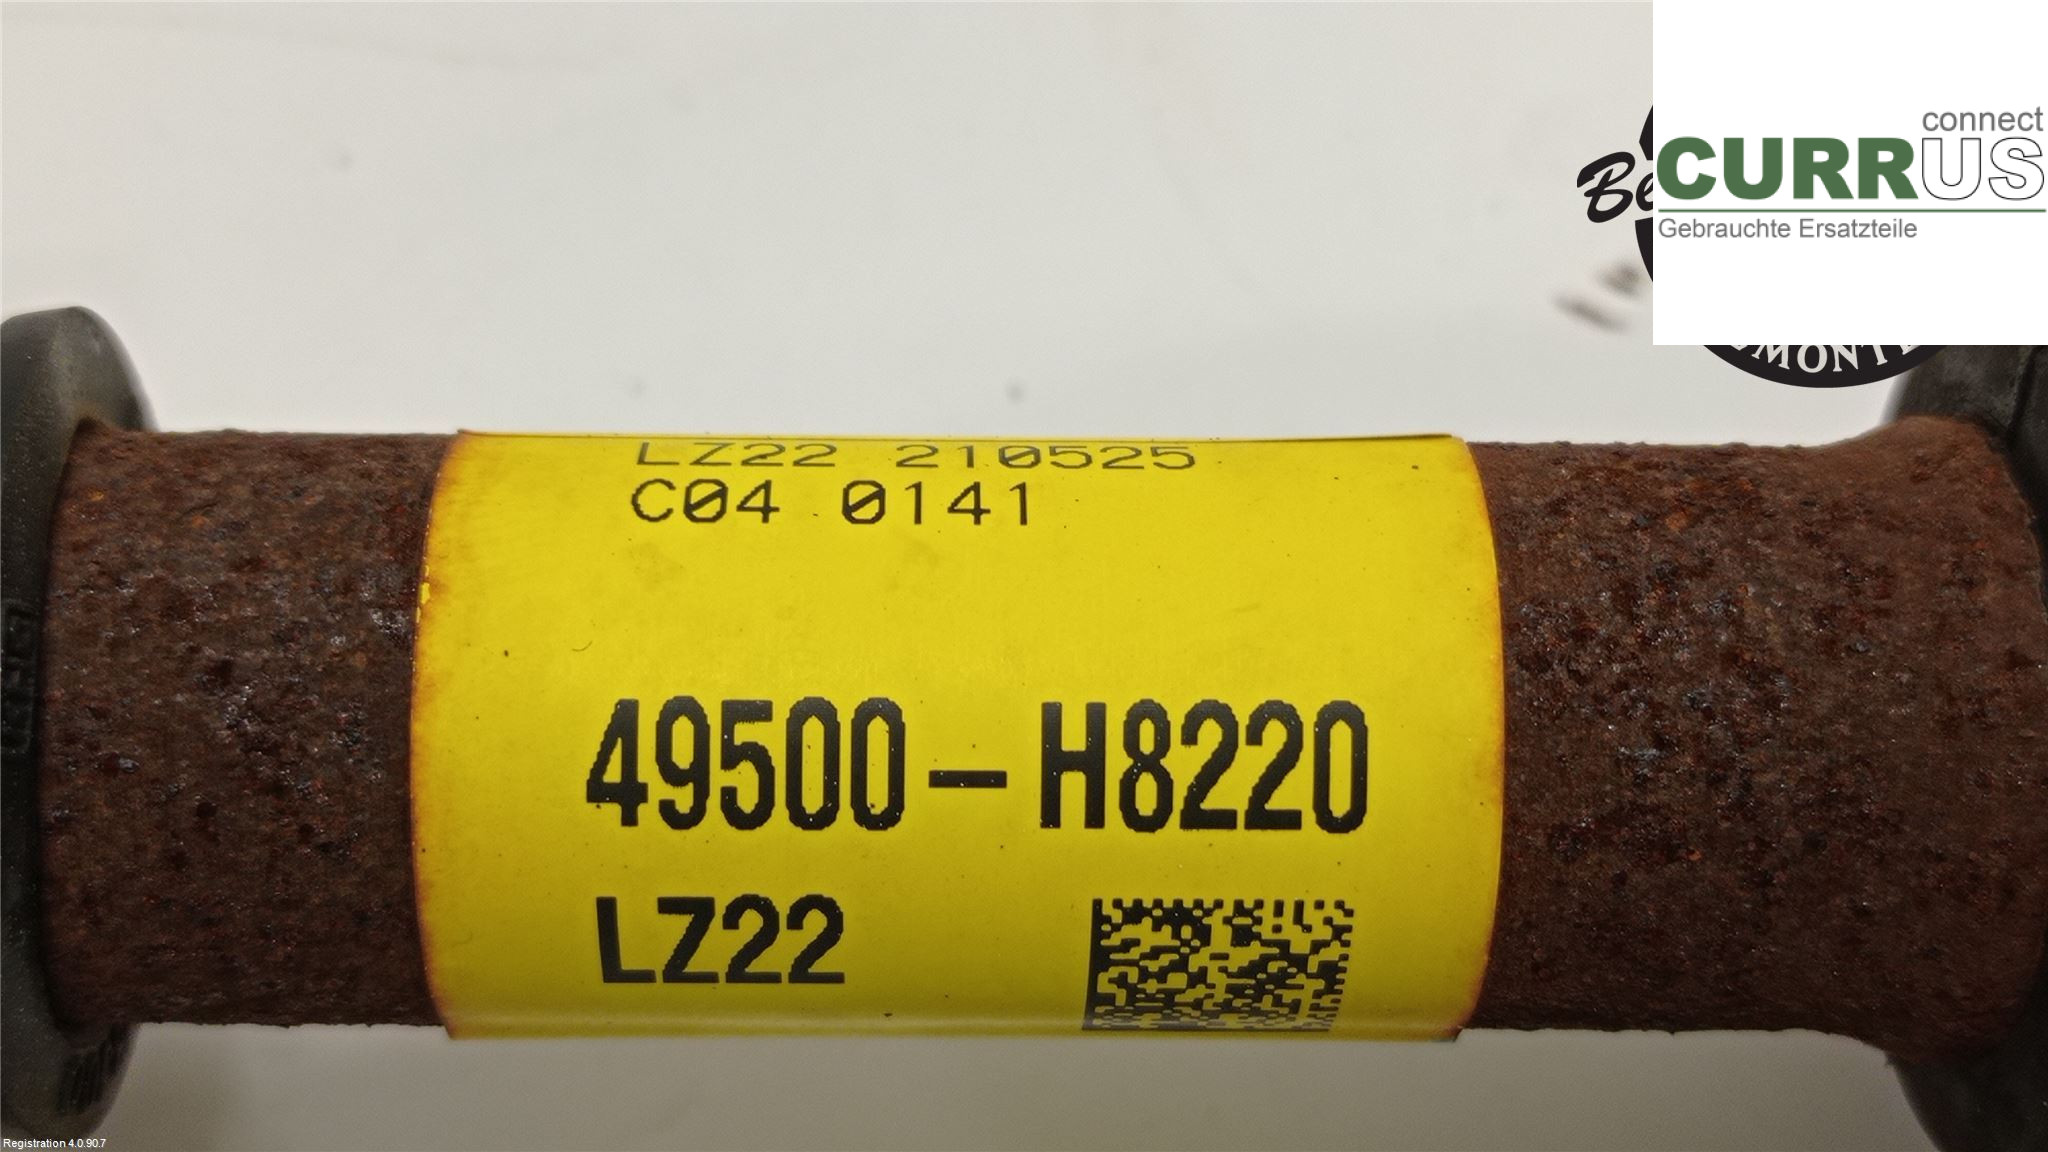 connect
CURRUS
Gebrauchte Ersatzteile
LZ22 210525
C04 0141
49500-H8220
LZ22
Registration 4.0.90.7